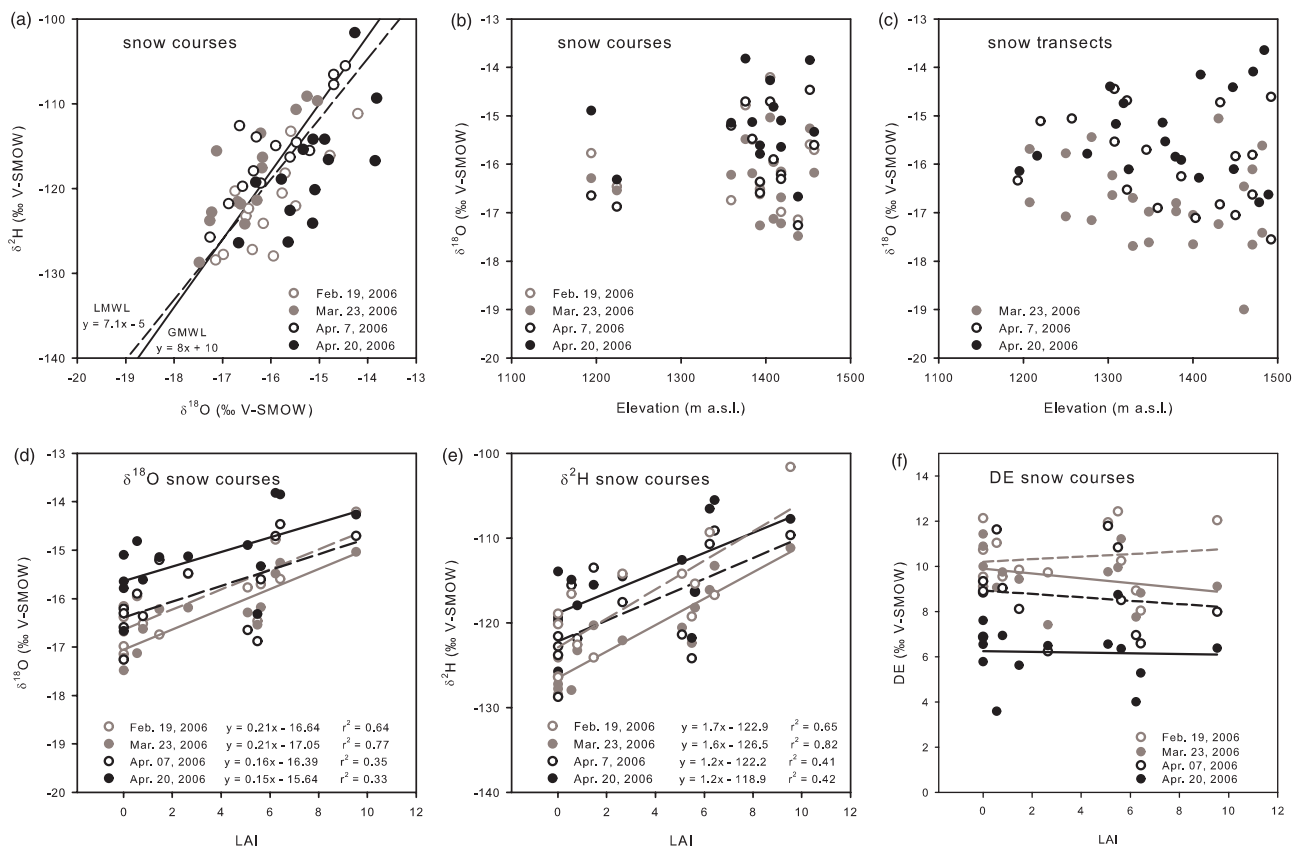 (a)
snow courses
-100
-110
-120
-130
-140
δ²H (‰ V-SMOW)
LMWL
y = 7.1x - 5
GMWL
y = 8x + 10
Feb. 19, 2006
Mar. 23, 2006
Apr. 7, 2006
Apr. 20, 2006
-20 -19 -18 -17 -16 -15 -14 -13
δ¹⁸O (‰ V-SMOW)
(b)
snow courses
-13
-14
-15
-16
-17
-18
-19
-20
δ¹⁸O (‰ V-SMOW)
Feb. 19, 2006
Mar. 23, 2006
Apr. 7, 2006
Apr. 20, 2006
1100 1200 1300 1400 1500
Elevation (m a.s.l.)
(c)
snow transects
-13
-14
-15
-16
-17
-18
-19
-20
δ¹⁸O (‰ V-SMOW)
Mar. 23, 2006
Apr. 7, 2006
Apr. 20, 2006
1100 1200 1300 1400 1500
Elevation (m a.s.l.)
(d)
δ¹⁸O snow courses
-13
-14
-15
-16
-17
-18
-19
-20
δ¹⁸O (‰ V-SMOW)
Feb. 19, 2006 y = 0.21x - 16.64 r² = 0.64
Mar. 23, 2006 y = 0.21x - 17.05 r² = 0.77
Apr. 07, 2006 y = 0.16x - 16.39 r² = 0.35
Apr. 20, 2006 y = 0.15x - 15.64 r² = 0.33
0 2 4 6 8 10 12
LAI
(e)
δ²H snow courses
-100
-110
-120
-130
-140
δ²H (‰ V-SMOW)
Feb. 19, 2006 y = 1.7x - 122.9 r² = 0.65
Mar. 23, 2006 y = 1.6x - 126.5 r² = 0.82
Apr. 7, 2006 y = 1.2x - 122.2 r² = 0.41
Apr. 20, 2006 y = 1.2x - 118.9 r² = 0.42
0 2 4 6 8 10 12
LAI
(f)
DE snow courses
14
12
10
8
6
4
2
0
DE (‰ V-SMOW)
Feb. 19, 2006
Mar. 23, 2006
Apr. 07, 2006
Apr. 20, 2006
0 2 4 6 8 10 12
LAI